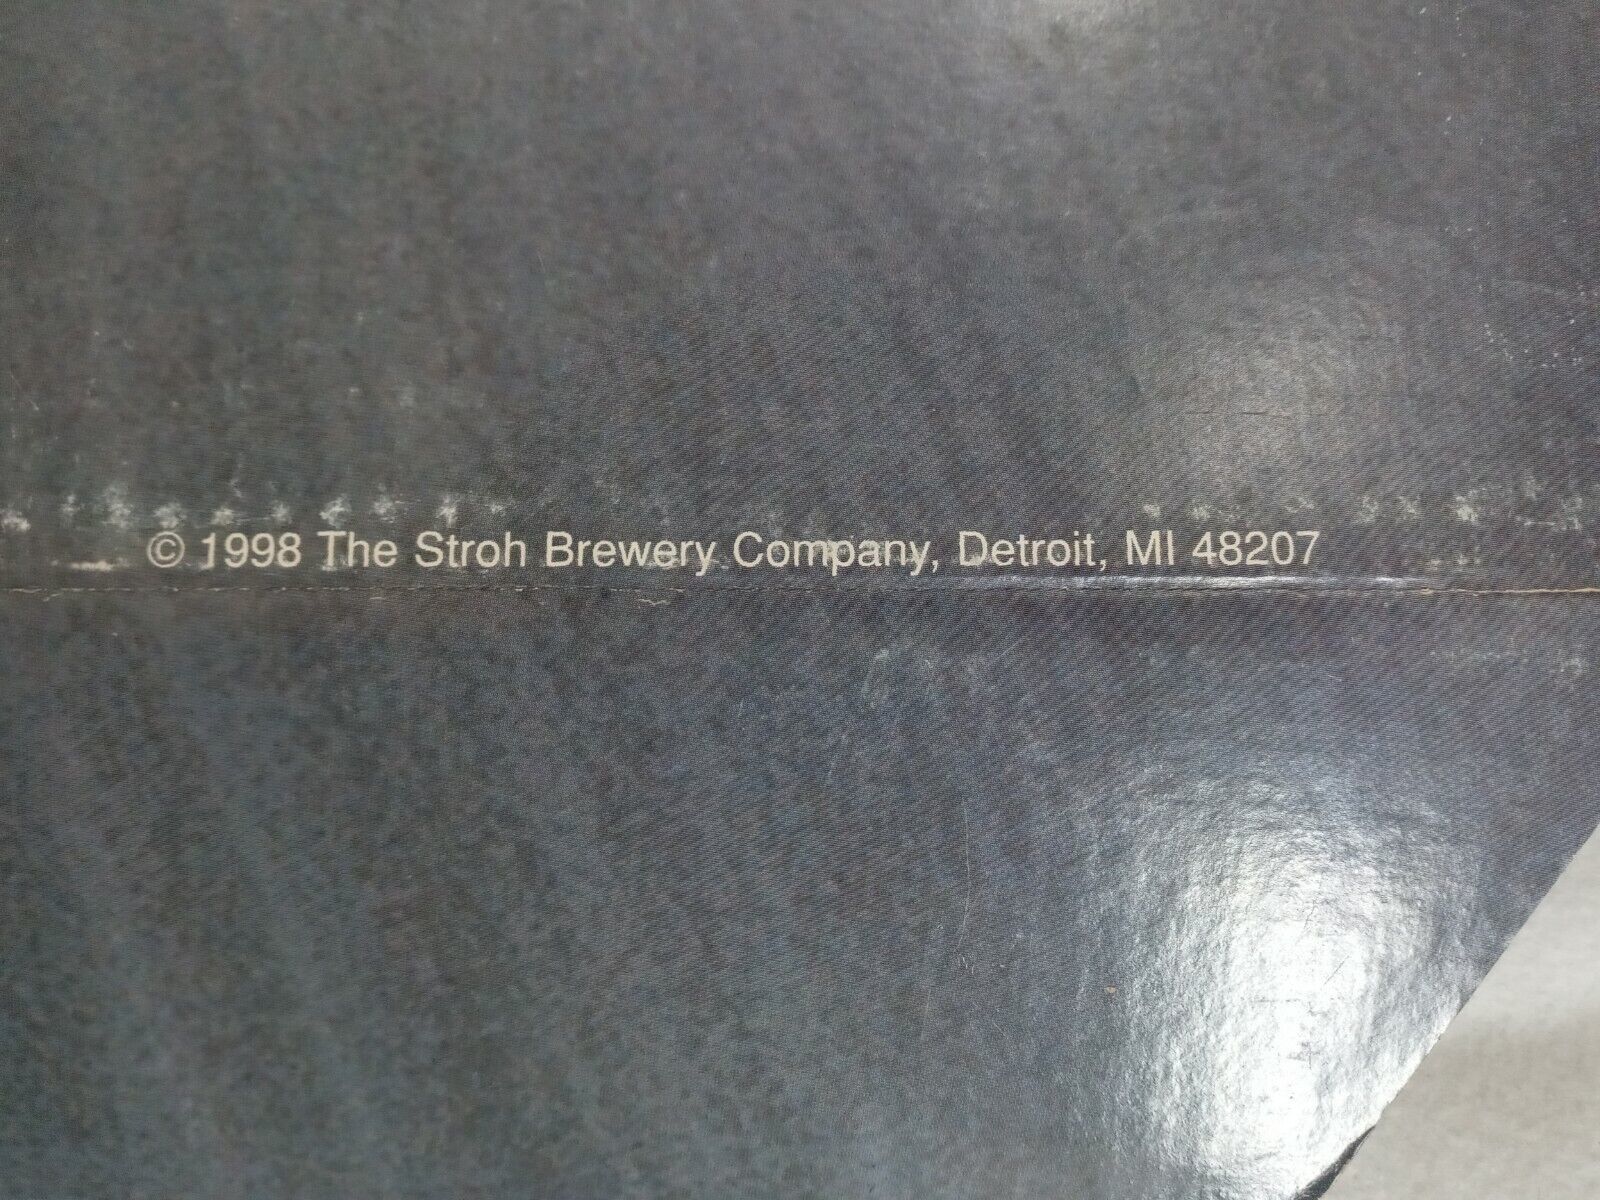 © 1998 The Stroh Brewery Company, Detroit, MI 48207